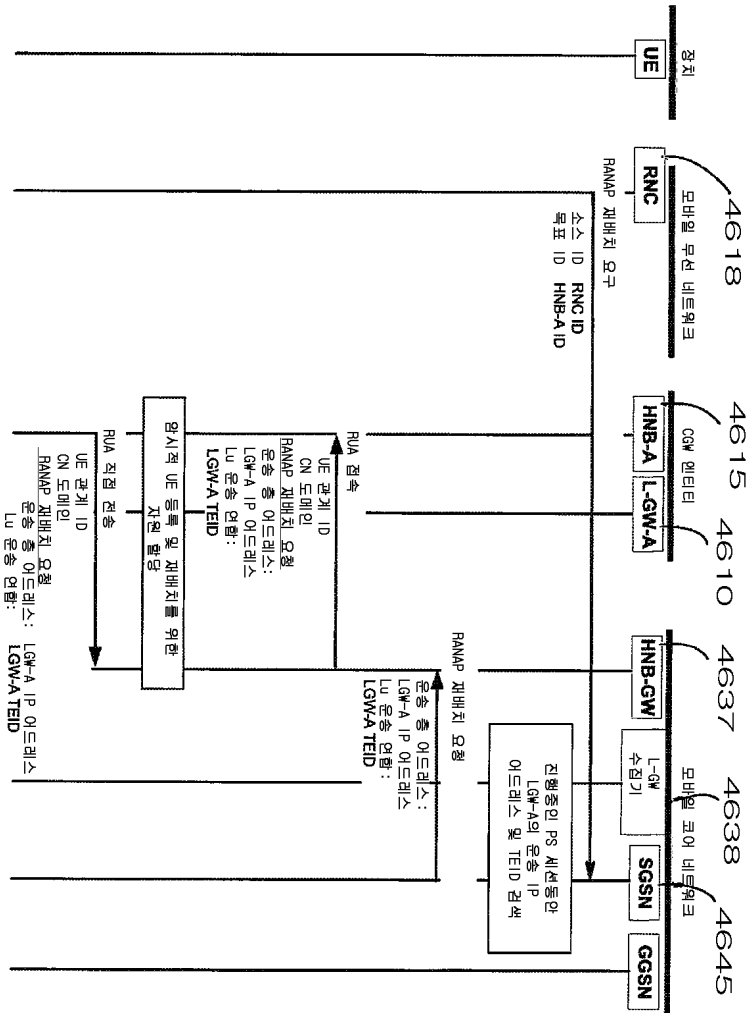 장치
모바일 무선 네트워크
CGW 엔티티
모바일 코어 네트워크
4618
4615
4610
4637
4638
4645
UE
RNC
HNB-A
L-GW-A
HNB-GW
L-GW
수집기
SGSN
GGSN
RANAP 재배치 요구
소스 ID RNC ID
목표 ID HNB-A ID
진행중인 PS 세션동안
LGW-A의 운송 IP
어드레스 및 TEID 검색
RANAP 재배치 요청
운송 층 어드레스:
LGW-A IP 어드레스
Lu 운송 연합:
LGW-A TEID
RUA 접속
UE 관계 ID
CN 도메인
RANAP 재배치 요청
운송 층 어드레스:
LGW-A IP 어드레스
Lu 운송 연합:
LGW-A TEID
암시적 UE 등록 및 재배치를 위한
자원 할당
RUA 직접 전송
UE 관계 ID
CN 도메인
RANAP 재배치 요청
운송 층 어드레스: LGW-A IP 어드레스
Lu 운송 연합: LGW-A TEID